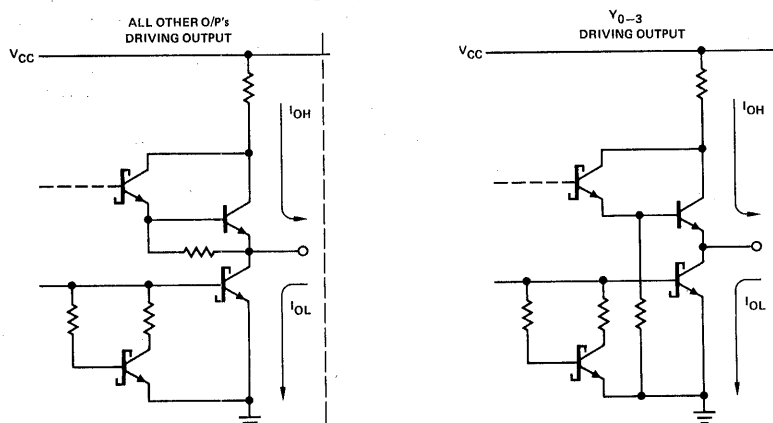 ALL OTHER O/P's
DRIVING OUTPUT
VCC
IOH
IOL
Y0–3
DRIVING OUTPUT
VCC
IOH
IOL